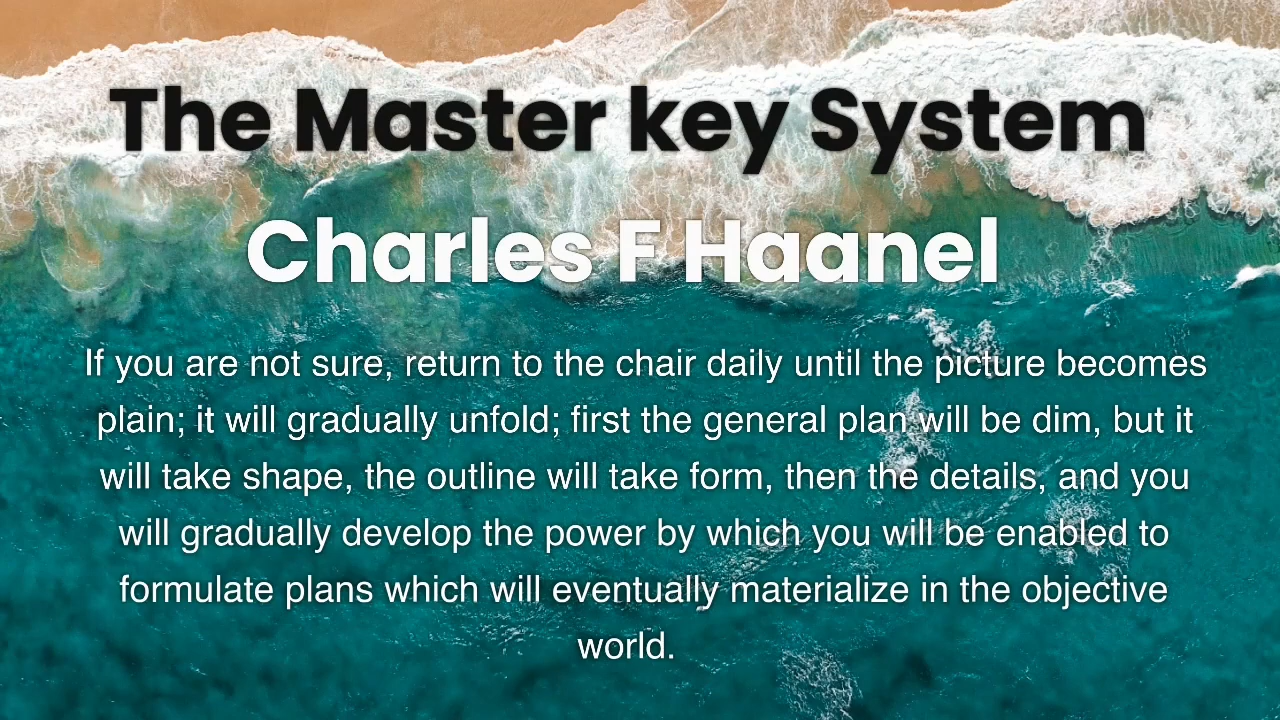 The Master key System
Charles F Haanel
If you are not sure, return to the chair daily until the picture becomes
plain; it will gradually unfold; first the general plan will be dim, but it
will take shape, the outline will take form, then the details, and you
will gradually develop the power by which you will be enabled to
formulate plans which will eventually materialize in the objective
world.